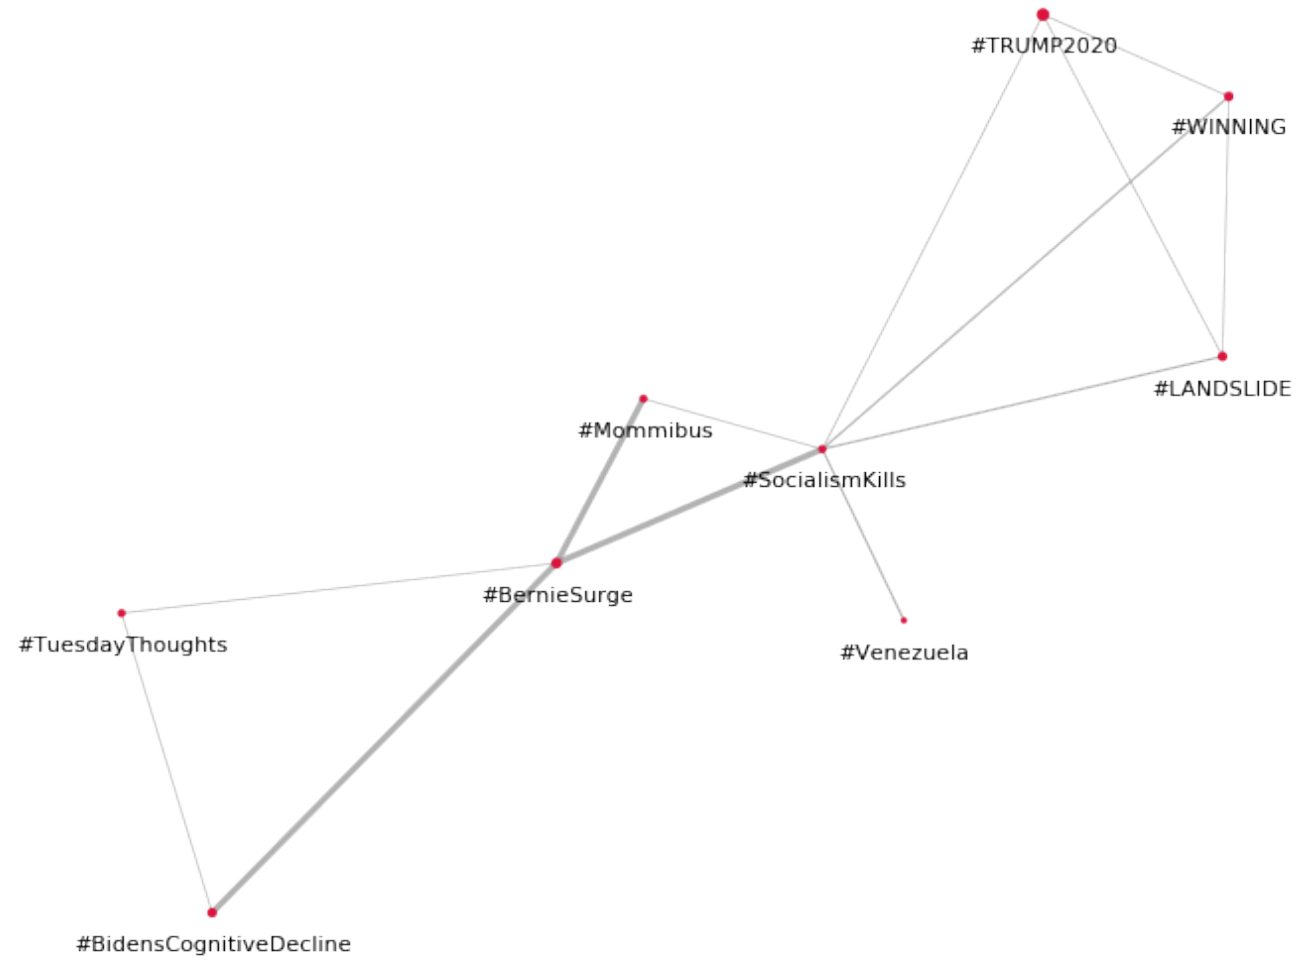 #TRUMP2020
#WINNING
#LANDSLIDE
#Mommibus
#SocialismKills
#BernieSurge
#TuesdayThoughts
#Venezuela
#BidensCognitiveDecline